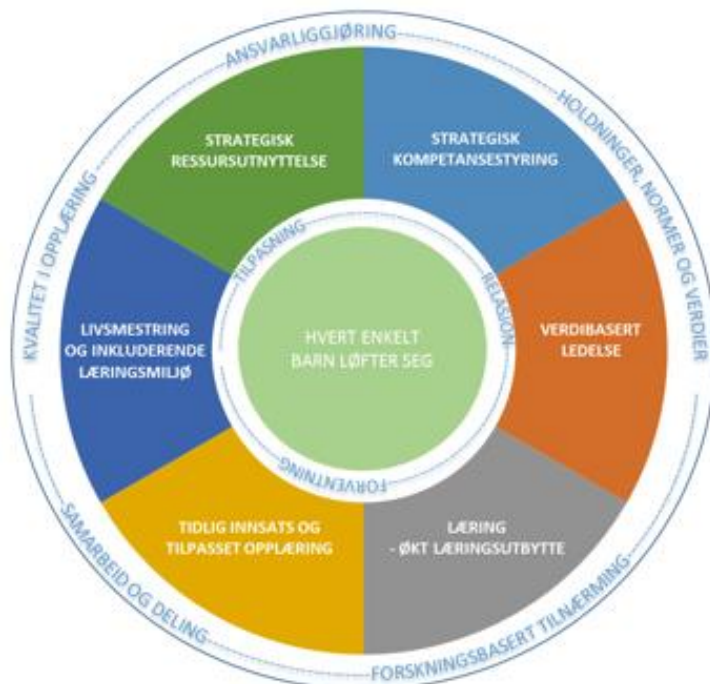 ANSVARLIGGJØRING
HOLDNINGER, NORMER OG VERDIER
FORSKNINGSBASERT TILNÆRMING
SAMARBEID OG DELING
KVALITET I OPPLÆRING
STRATEGISK
RESSURSUTNYTTELSE
STRATEGISK
KOMPETANSESTYRING
VERDIBASERT
LEDELSE
LÆRING
- ØKT LÆRINGSUTBYTTE
TIDLIG INNSATS OG
TILPASSET OPPLÆRING
LIVSMESTRING
OG INKLUDERENDE
LÆRINGSMILJØ
TILPASNING
RELASJON
FORVENTNING
HVERT ENKELT
BARN LØFTER SEG